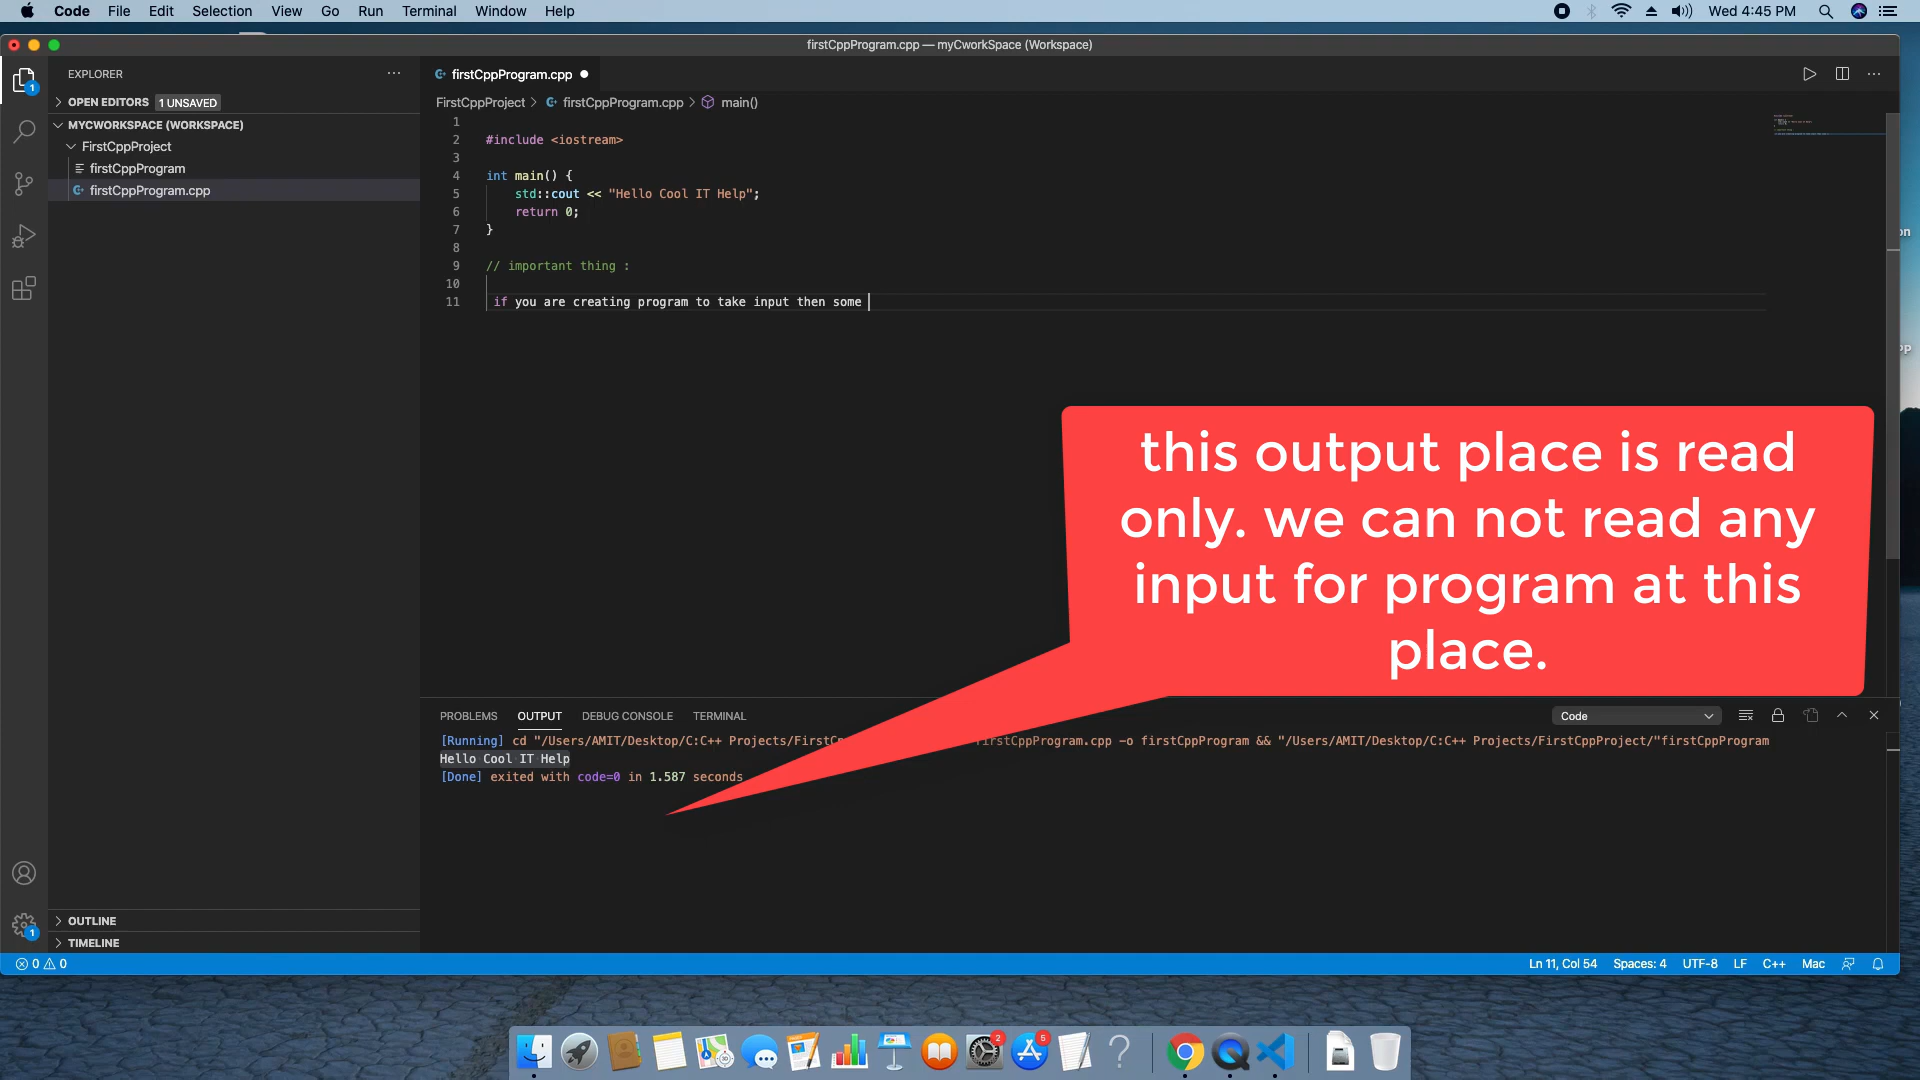 Code File Edit Selection View Go Run Terminal Window Help
Wed 4:45 PM
firstCppProgram.cpp — myCworkSpace (Workspace)
EXPLORER
firstCppProgram.cpp
OPEN EDITORS 1 UNSAVED
FirstCppProject > firstCppProgram.cpp > main()
MYCWORKSPACE (WORKSPACE)
FirstCppProject
firstCppProgram
firstCppProgram.cpp
1
2 #include <iostream>
3
4 int main() {
5 std::cout << "Hello Cool IT Help";
6 return 0;
7 }
8
9 // important thing :
10
11 if you are creating program to take input then some
this output place is read
only. we can not read any
input for program at this
place.
PROBLEMS OUTPUT DEBUG CONSOLE TERMINAL
Code
[Running] cd "/Users/AMIT/Desktop/C:C++ Projects/FirstCp firstCppProgram.cpp -o firstCppProgram && "/Users/AMIT/Desktop/C:C++ Projects/FirstCppProject/"firstCppProgram
Hello Cool IT Help
[Done] exited with code=0 in 1.587 seconds
OUTLINE
TIMELINE
0 0
Ln 11, Col 54 Spaces: 4 UTF-8 LF C++ Mac
1
1
2
5
on